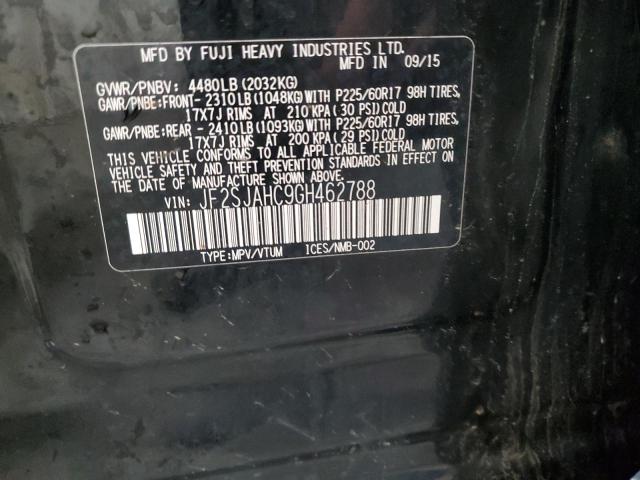 MFD BY FUJI HEAVY INDUSTRIES LTD.
MFD IN 09/15
GVWR/PNBV: 4480LB (2032KG)
GAWR/PNBE:FRONT- 2310LB (1048KG) WITH P225/60R17 98H TIRES,
17X7J RIMS AT 210 KPA (30 PSI) COLD
GAWR/PNBE:REAR - 2410LB (1093KG) WITH P225/60R17 98H TIRES,
17X7J RIMS AT 200 KPA (29 PSI) COLD
THIS VEHICLE CONFORMS TO ALL APPLICABLE FEDERAL MOTOR
VEHICLE SAFETY AND THEFT PREVENTION STANDARDS IN EFFECT
ON THE DATE OF MANUFACTURE SHOWN ABOVE.
VIN: JF2SJAHC9GH462788
TYPE:MPV/VTUM ICES/NMB-002